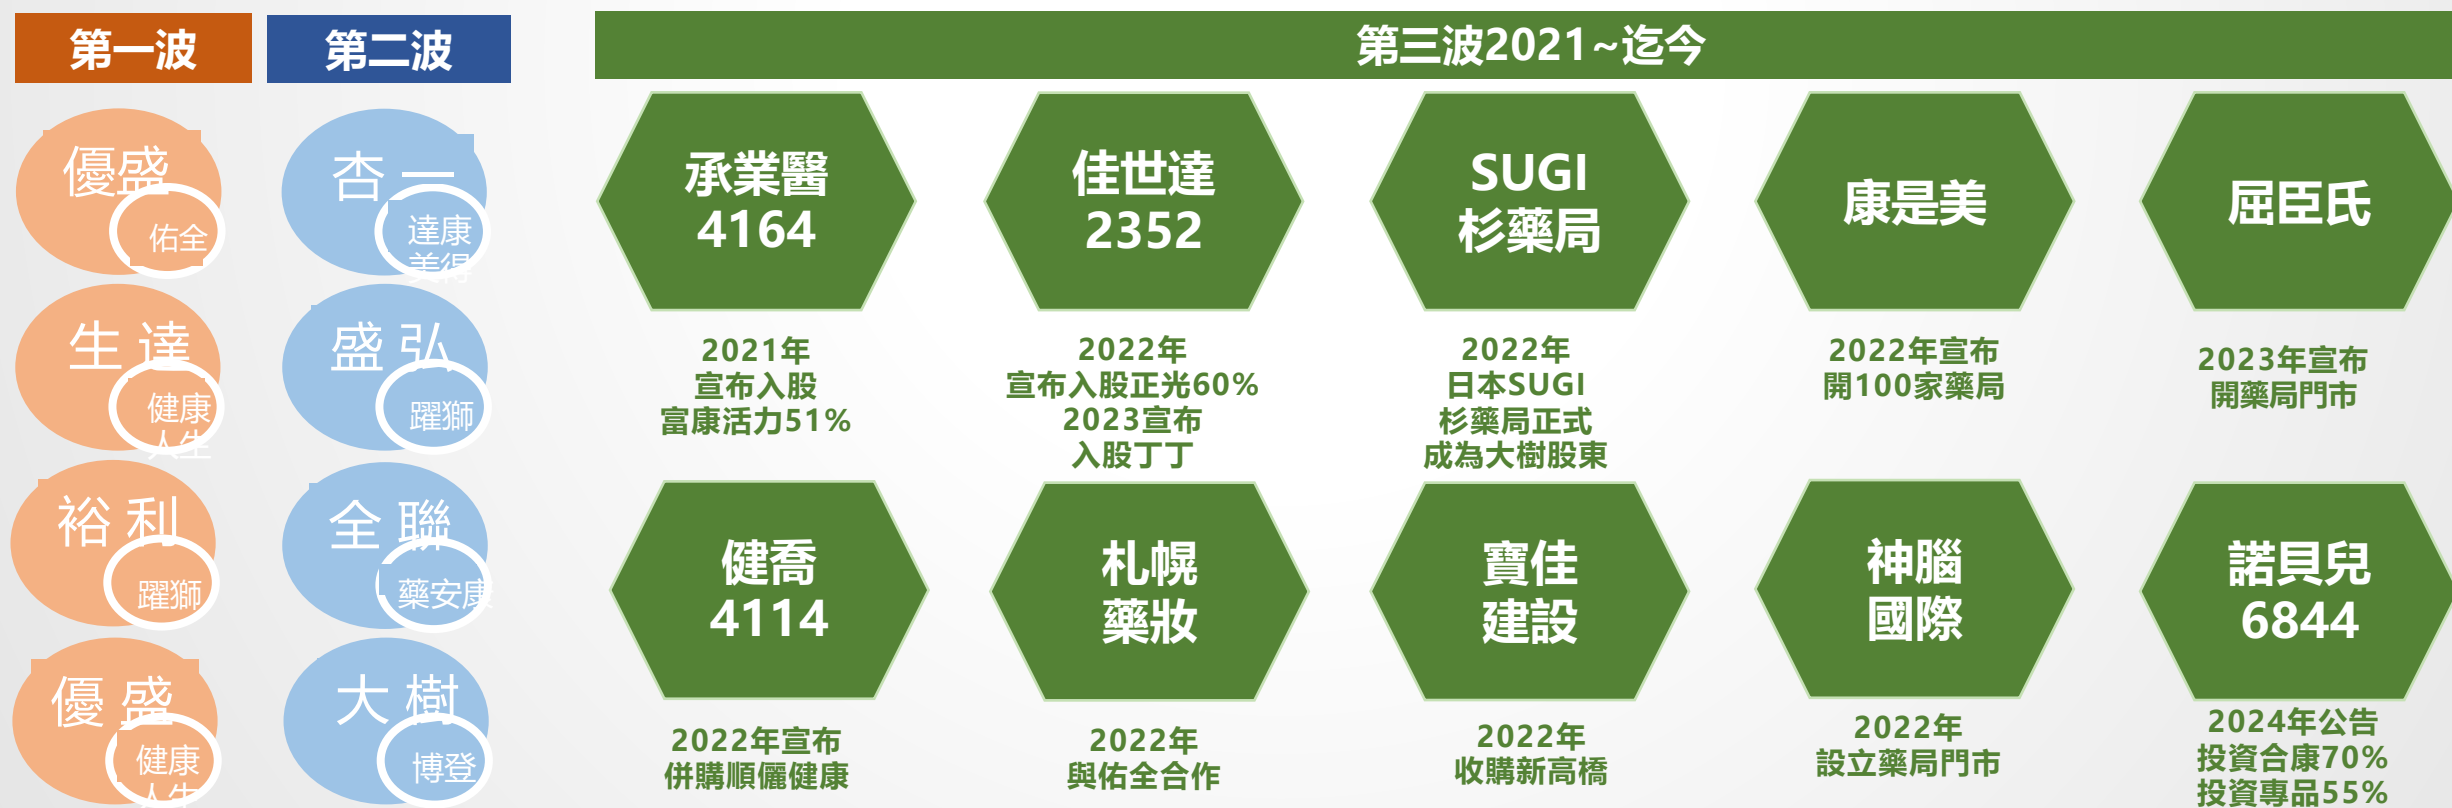 第一波
優盛
佑全
生達
健康
人生
裕利
躍獅
優盛
健康
人生
第二波
杏一
達康
美得
盛弘
躍獅
全聯
藥安康
大樹
博登
第三波2021~迄今
承業醫
4164
2021年
宣布入股
富康活力51%
佳世達
2352
2022年
宣布入股正光60%
2023宣布
入股丁丁
SUGI
杉藥局
2022年
日本SUGI
杉藥局正式
成為大樹股東
康是美
2022年宣布
開100家藥局
屈臣氏
2023年宣布
開藥局門市
健喬
4114
2022年宣布
併購順儷健康
札幌
藥妝
2022年
與佑全合作
寶佳
建設
2022年
收購新高橋
神腦
國際
2022年
設立藥局門市
諾貝兒
6844
2024年公告
投資合康70%
投資專品55%